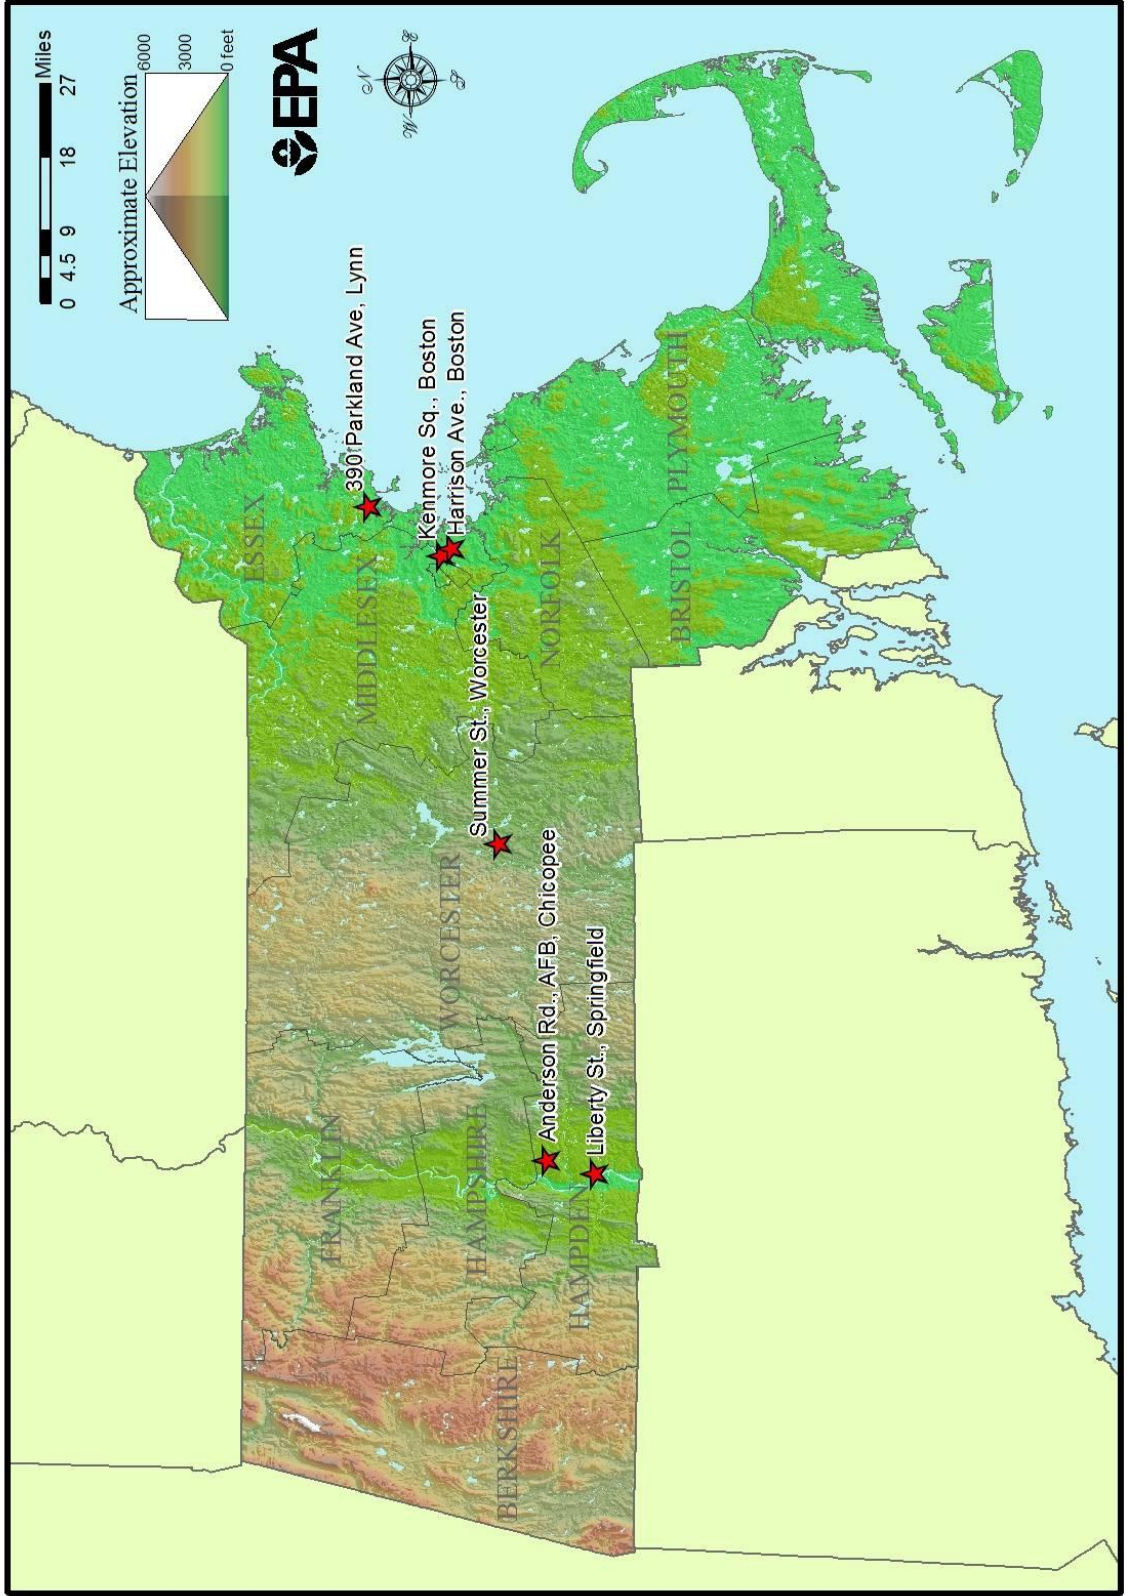 0 4.5 9 18 27
Miles
Approximate Elevation
6000
3000
0 feet
EPA
N
W
E
S
390 Parkland Ave, Lynn
Kenmore Sq., Boston
Harrison Ave., Boston
Summer St., Worcester
Anderson Rd., AFB, Chicopee
Liberty St., Springfield
ESSEX
MIDDLESEX
NORFOLK
BRISTOL
PLYMOUTH
WORCESTER
FRANKLIN
HAMPSHIRE
HAMPDEN
BERKSHIRE